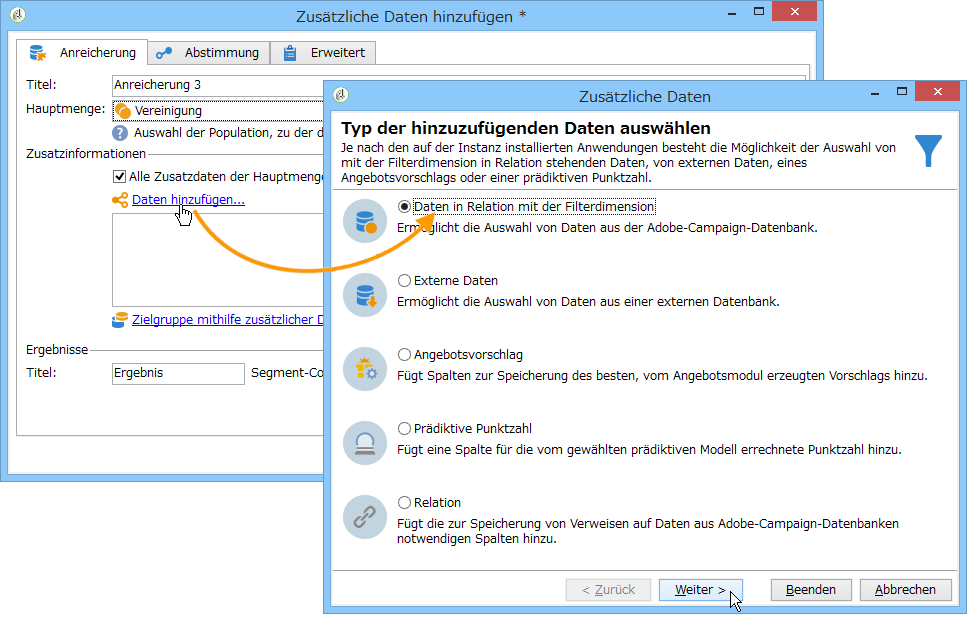 Zusätzliche Daten hinzufügen *
Anreicherung
Abstimmung
Erweitert
Titel:
Anreicherung 3
Hauptmenge:
Vereinigung
Auswahl der Population, zu der d
Zusatzinformationen
Alle Zusatzdaten der Hauptmenge
Daten hinzufügen...
Zielgruppe mithilfe zusätzlicher D
Ergebnisse
Titel:
Ergebnis
Segment-Co
Zusätzliche Daten
Typ der hinzuzufügenden Daten auswählen
Je nach den auf der Instanz installierten Anwendungen besteht die Möglichkeit der Auswahl von
mit der Filterdimension in Relation stehenden Daten, von externen Daten, eines
Angebotsvorschlags oder einer prädiktiven Punktzahl.
Daten in Relation mit der Filterdimension
Ermöglicht die Auswahl von Daten aus der Adobe-Campaign-Datenbank.
Externe Daten
Ermöglicht die Auswahl von Daten aus einer externen Datenbank.
Angebotsvorschlag
Fügt Spalten zur Speicherung des besten, vom Angebotsmodul erzeugten Vorschlags hinzu.
Prädiktive Punktzahl
Fügt eine Spalte für die vom gewählten prädiktiven Modell errechnete Punktzahl hinzu.
Relation
Fügt die zur Speicherung von Verweisen auf Daten aus Adobe-Campaign-Datenbanken
notwendigen Spalten hinzu.
< Zurück
Weiter >
Beenden
Abbrechen